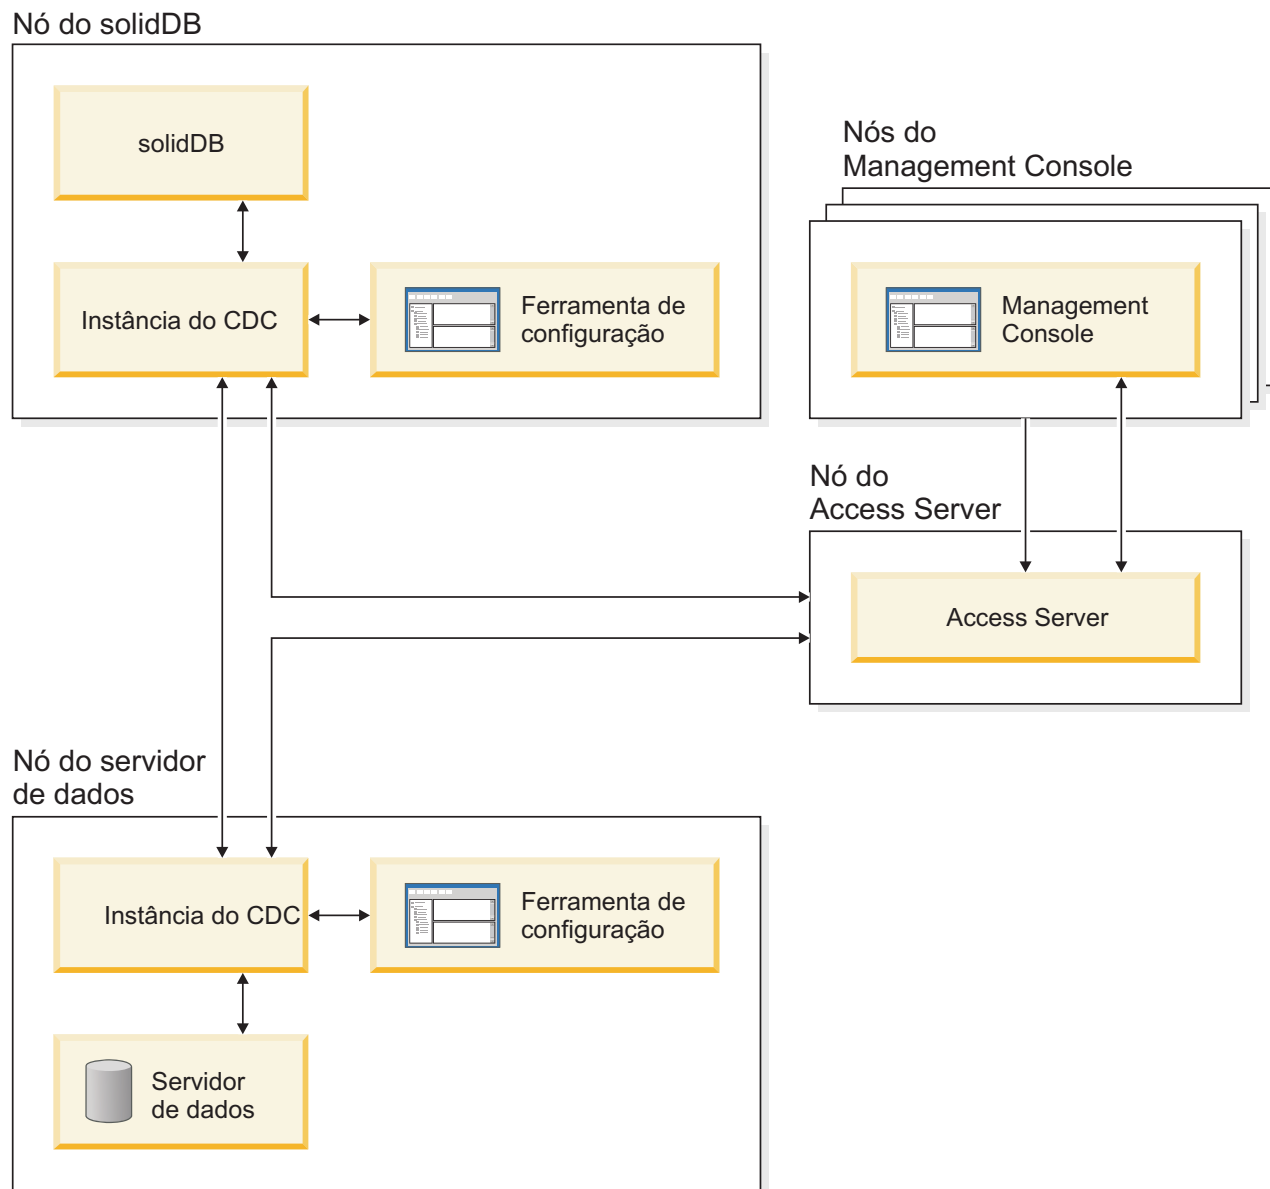 Nó do solidDB
solidDB
Instância do CDC
Ferramenta de
configuração
Nós do
Management Console
Management
Console
Nó do
Access Server
Access Server
Nó do servidor
de dados
Instância do CDC
Ferramenta de
configuração
Servidor
de dados